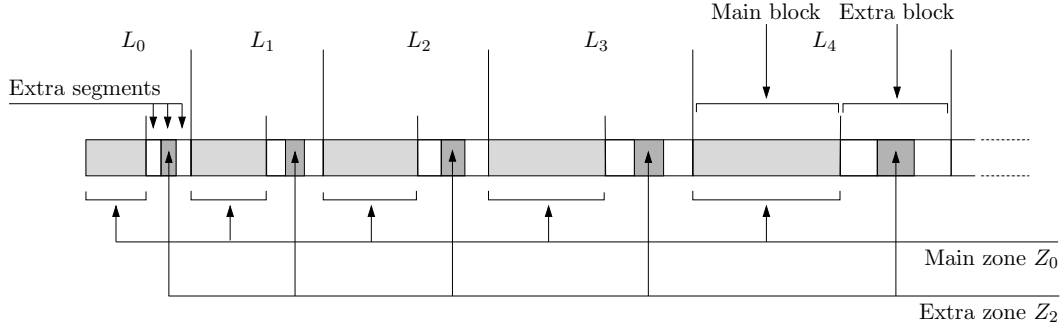 Main block Extra block
L₀ L₁ L₂ L₃ L₄
Extra segments
Main zone Z₀
Extra zone Z₂